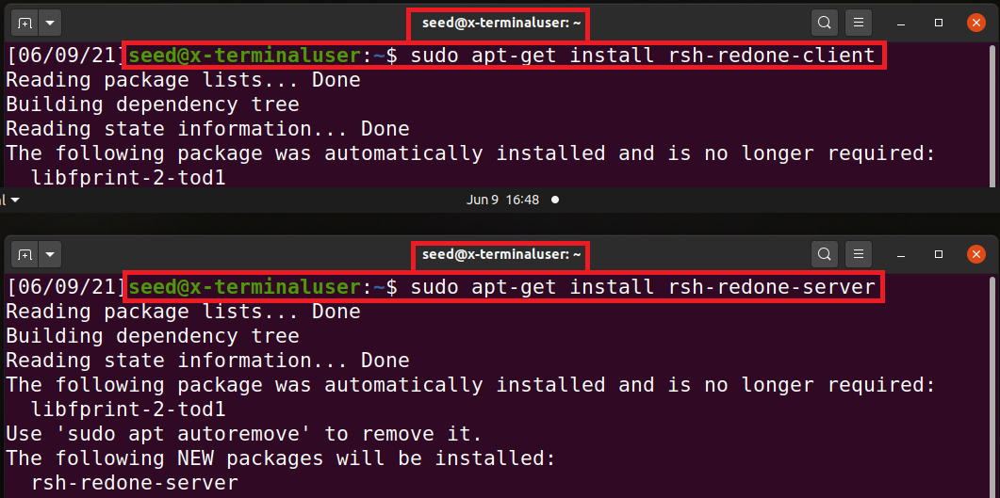 seed@x-terminaluser: ~
[06/09/21]seed@x-terminaluser:~$ sudo apt-get install rsh-redone-client
Reading package lists... Done
Building dependency tree
Reading state information... Done
The following package was automatically installed and is no longer required:
  libfprint-2-tod1
Jun 9 16:48
seed@x-terminaluser: ~
[06/09/21]seed@x-terminaluser:~$ sudo apt-get install rsh-redone-server
Reading package lists... Done
Building dependency tree
Reading state information... Done
The following package was automatically installed and is no longer required:
  libfprint-2-tod1
Use 'sudo apt autoremove' to remove it.
The following NEW packages will be installed:
  rsh-redone-server